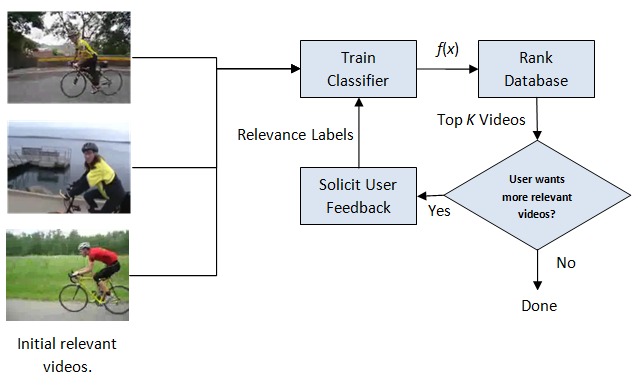 Train
Classifier
f(x)
Rank
Database
Top K Videos
Relevance Labels
User wants
more relevant
videos?
Solicit User
Feedback
Yes
No
Done
Initial relevant
videos.